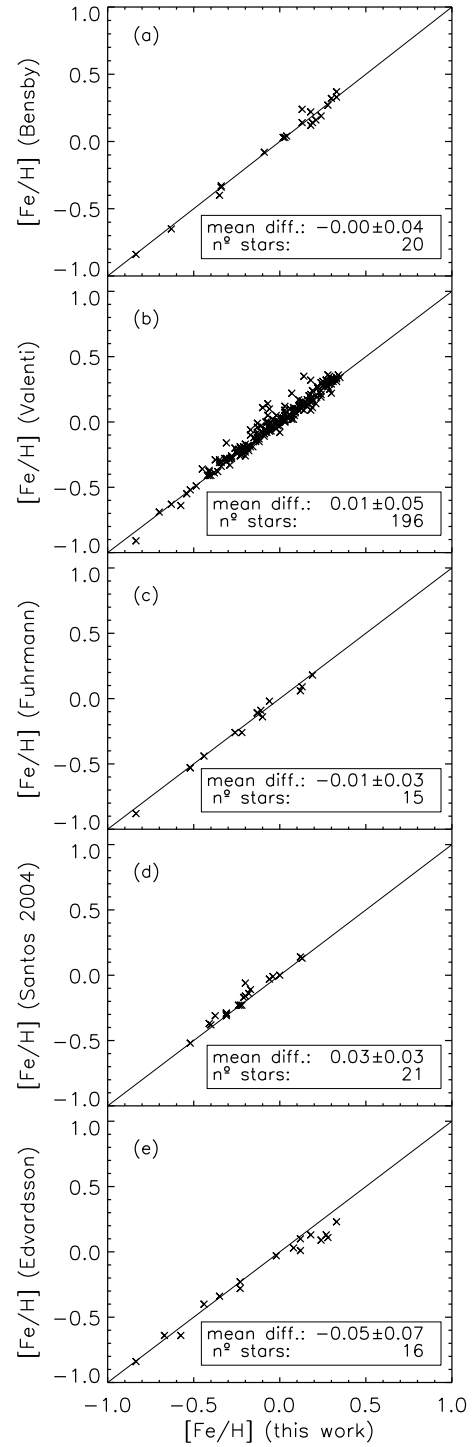 1.0
(a)
0.5
[Fe/H] (Bensby)
0.0
−0.5
mean diff.: −0.00±0.04
nº stars: 20
−1.0
1.0
(b)
0.5
[Fe/H] (Valenti)
0.0
−0.5
mean diff.: 0.01±0.05
nº stars: 196
−1.0
1.0
(c)
0.5
[Fe/H] (Fuhrmann)
0.0
−0.5
mean diff.: −0.01±0.03
nº stars: 15
−1.0
1.0
(d)
0.5
[Fe/H] (Santos 2004)
0.0
−0.5
mean diff.: 0.03±0.03
nº stars: 21
−1.0
1.0
(e)
0.5
[Fe/H] (Edvardsson)
0.0
−0.5
mean diff.: −0.05±0.07
nº stars: 16
−1.0
−1.0 −0.5 0.0 0.5 1.0
[Fe/H] (this work)